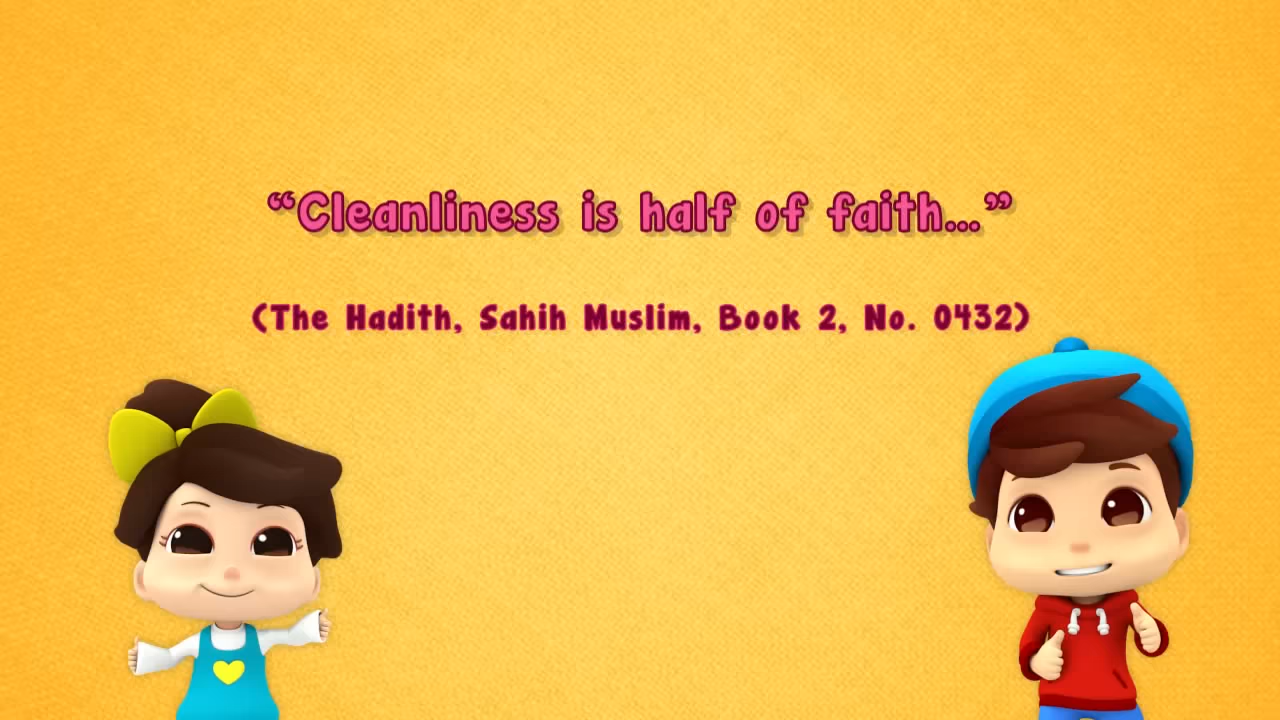 “Cleanliness is half of faith...”
(The Hadith, Sahih Muslim, Book 2, No. 0432)